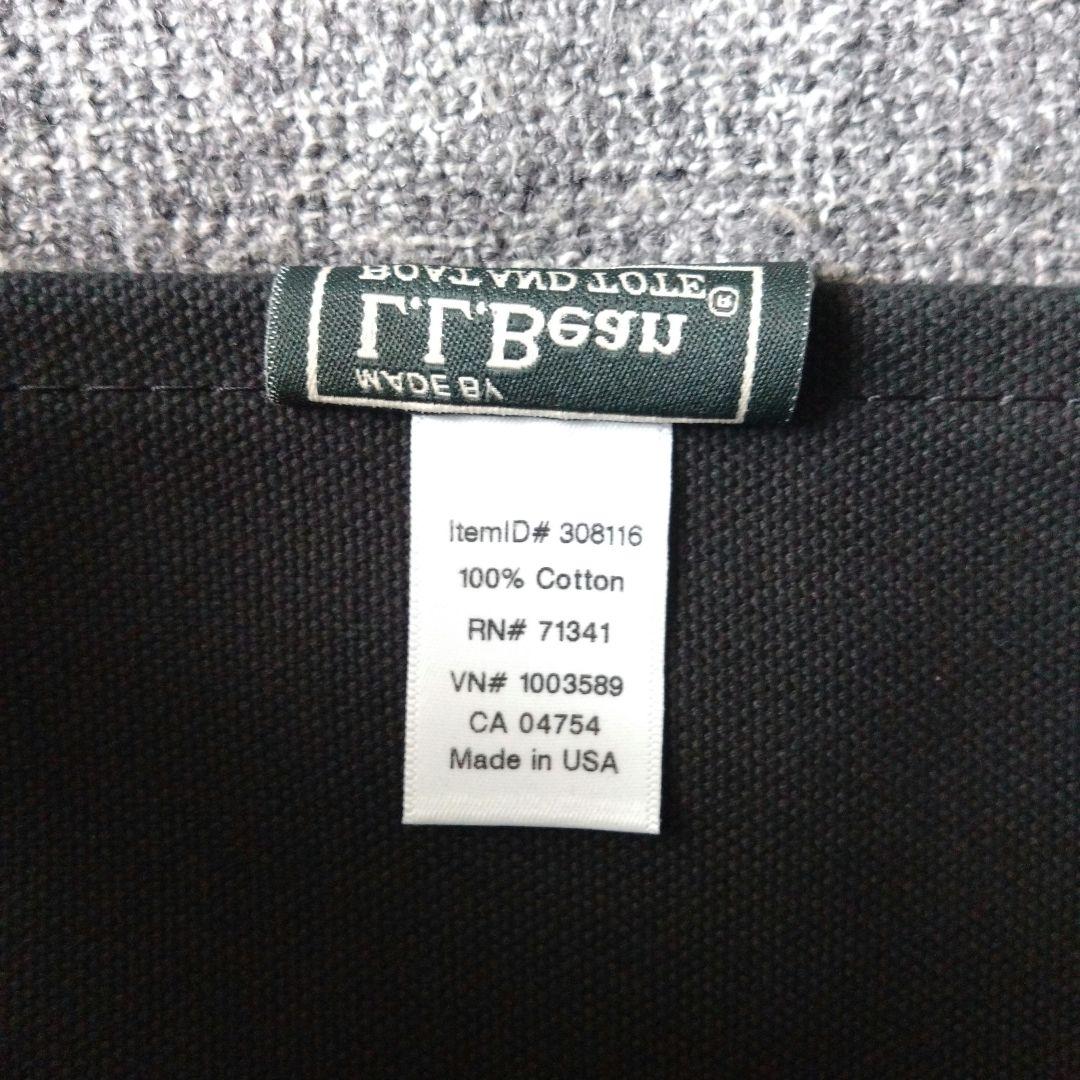 BOAT AND TOTE®
L.L.Bean
MADE BY
ItemID# 308116
100% Cotton
RN# 71341
VN# 1003589
CA 04754
Made in USA